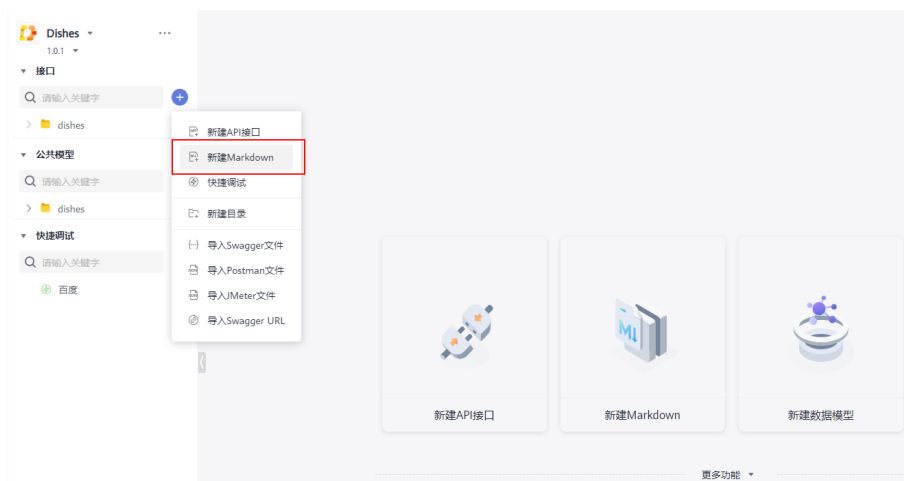 Dishes
1.0.1
接口
请输入关键字
dishes
公共模型
请输入关键字
dishes
快捷调试
请输入关键字
百度
新建API接口
新建Markdown
快捷调试
新建目录
导入Swagger文件
导入Postman文件
导入JMeter文件
导入Swagger URL
新建API接口
新建Markdown
新建数据模型
更多功能